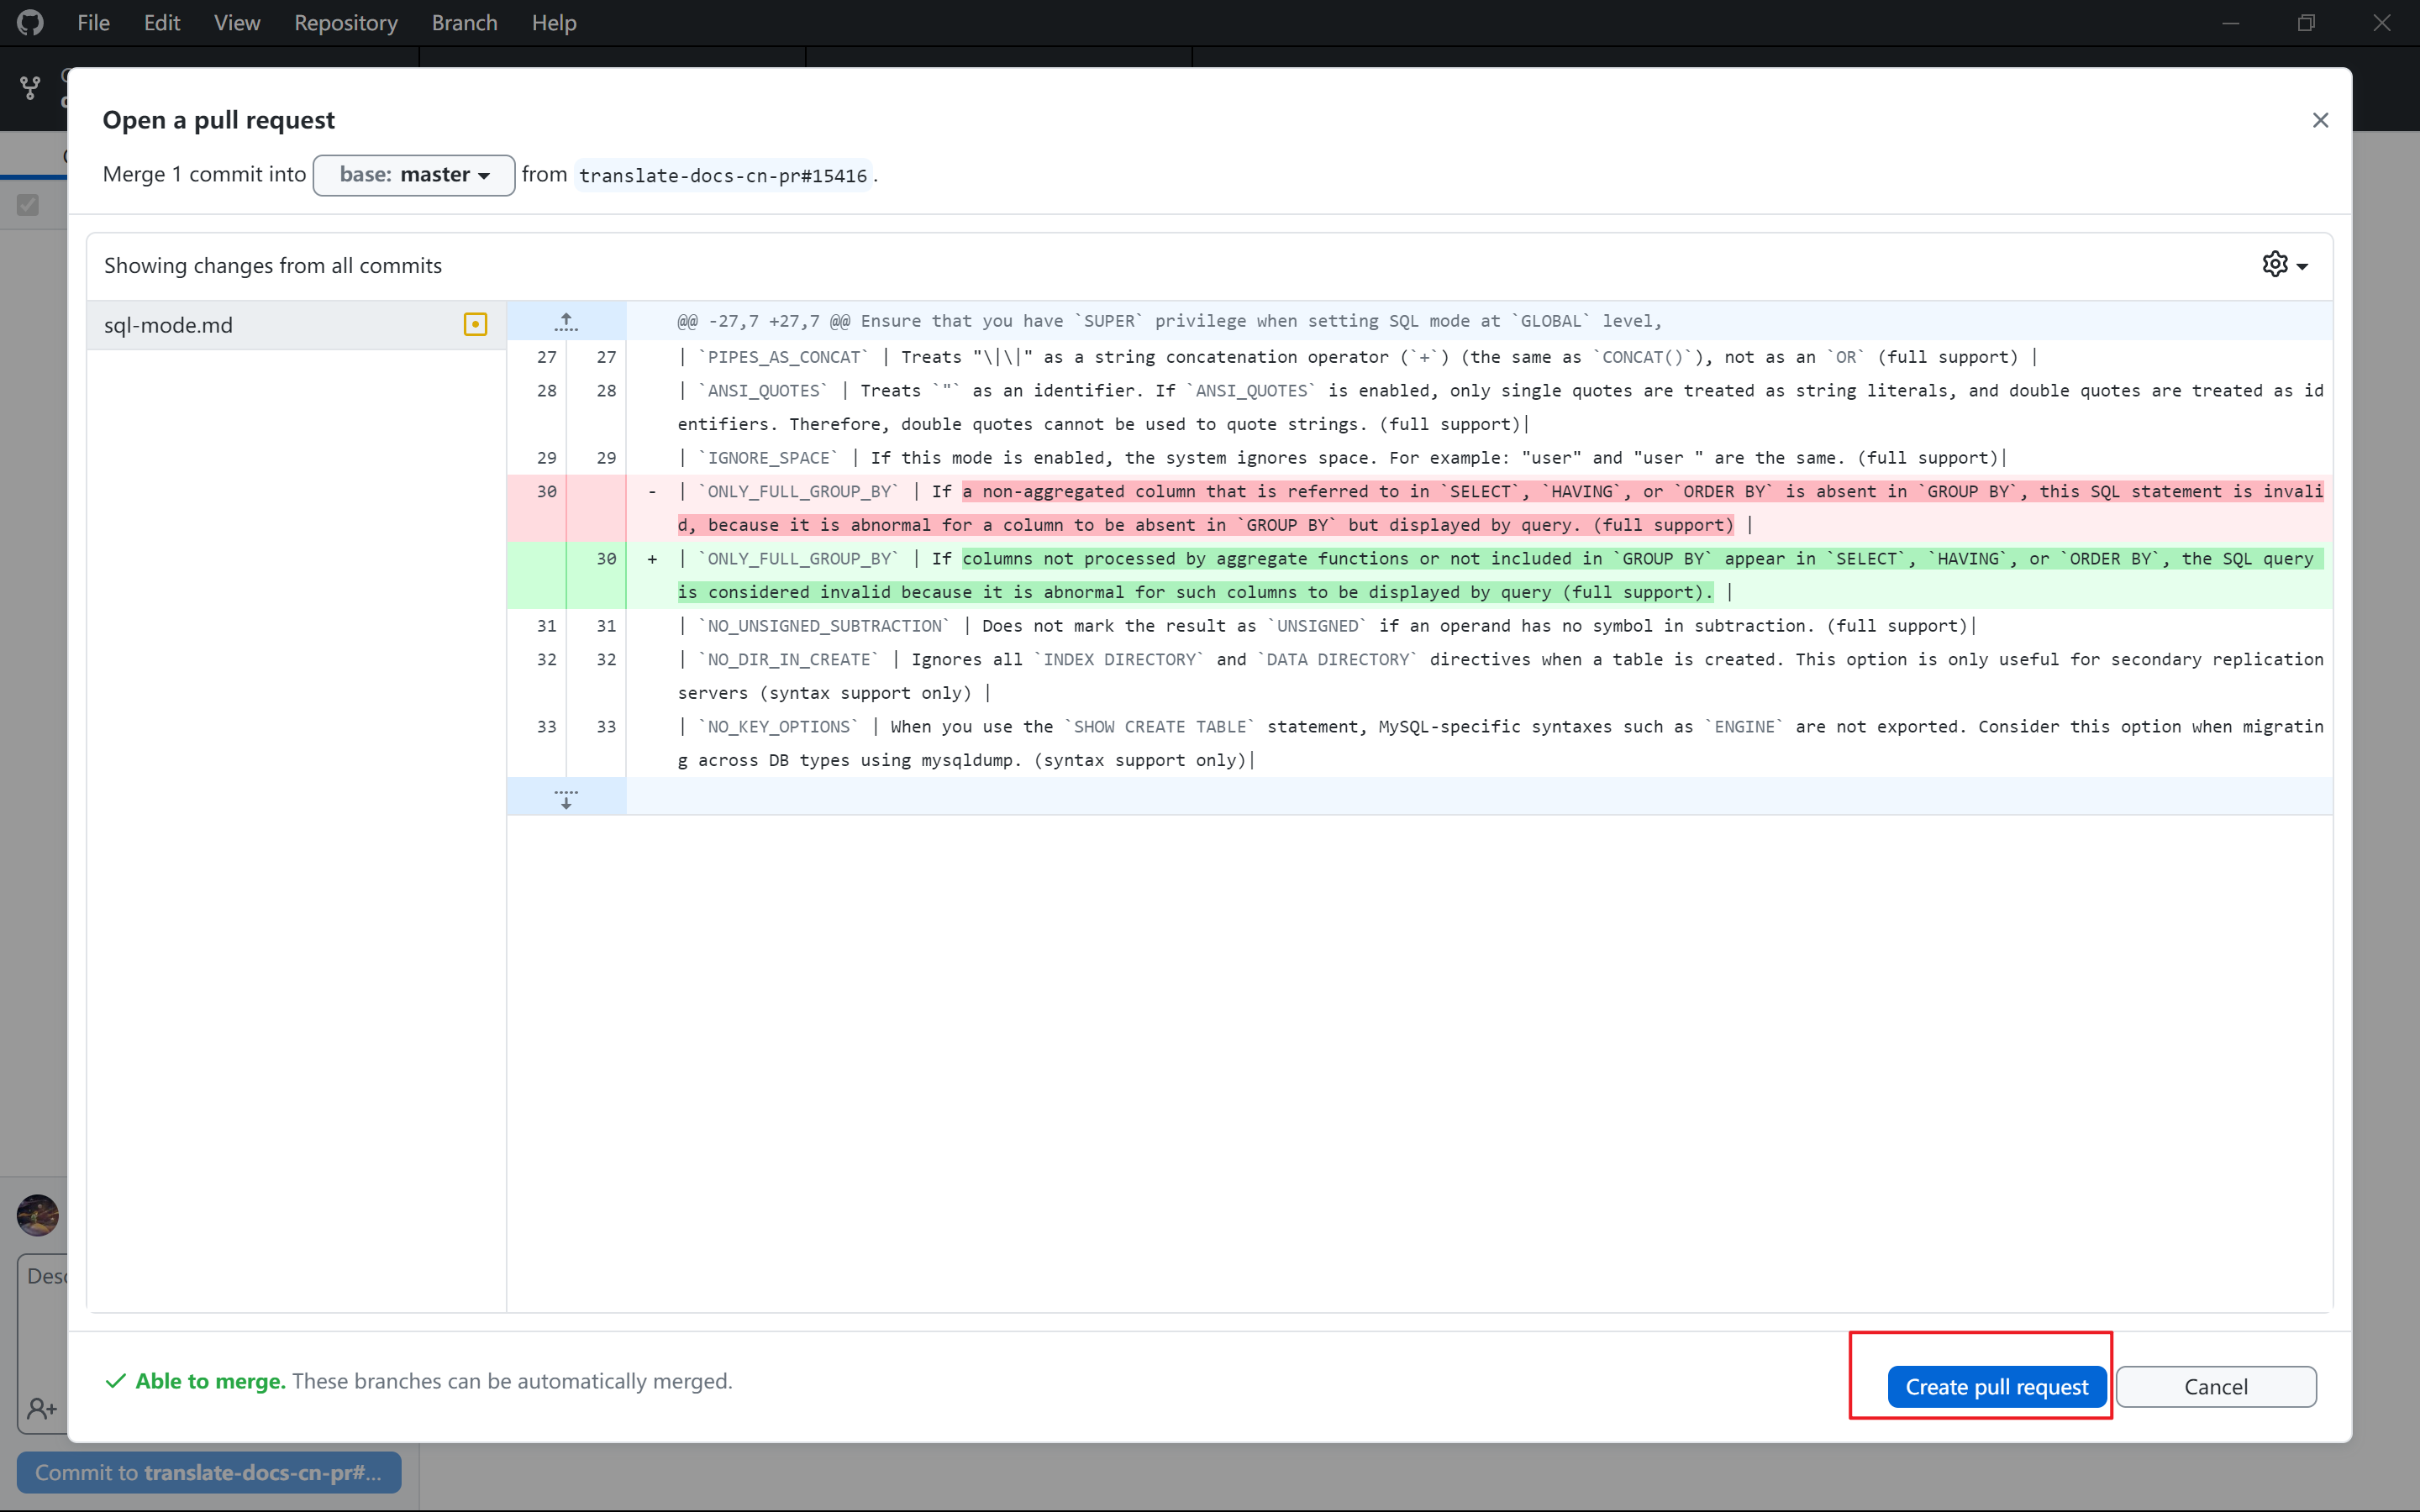 File Edit View Repository Branch Help
Open a pull request
Merge 1 commit into base: master from translate-docs-cn-pr#15416.
Showing changes from all commits
sql-mode.md
@@ -27,7 +27,7 @@ Ensure that you have `SUPER` privilege when setting SQL mode at `GLOBAL` level,
27 27 | `PIPES_AS_CONCAT` | Treats "\|\|" as a string concatenation operator (`+`) (the same as `CONCAT()`), not as an `OR` (full support) |
28 28 | `ANSI_QUOTES` | Treats `"` as an identifier. If `ANSI_QUOTES` is enabled, only single quotes are treated as string literals, and double quotes are treated as id
entifiers. Therefore, double quotes cannot be used to quote strings. (full support)|
29 29 | `IGNORE_SPACE` | If this mode is enabled, the system ignores space. For example: "user" and "user " are the same. (full support)|
30 - | `ONLY_FULL_GROUP_BY` | If a non-aggregated column that is referred to in `SELECT`, `HAVING`, or `ORDER BY` is absent in `GROUP BY`, this SQL statement is invali
d, because it is abnormal for a column to be absent in `GROUP BY` but displayed by query. (full support) |
30 + | `ONLY_FULL_GROUP_BY` | If columns not processed by aggregate functions or not included in `GROUP BY` appear in `SELECT`, `HAVING`, or `ORDER BY`, the SQL query
is considered invalid because it is abnormal for such columns to be displayed by query (full support). |
31 31 | `NO_UNSIGNED_SUBTRACTION` | Does not mark the result as `UNSIGNED` if an operand has no symbol in subtraction. (full support)|
32 32 | `NO_DIR_IN_CREATE` | Ignores all `INDEX DIRECTORY` and `DATA DIRECTORY` directives when a table is created. This option is only useful for secondary replication
servers (syntax support only) |
33 33 | `NO_KEY_OPTIONS` | When you use the `SHOW CREATE TABLE` statement, MySQL-specific syntaxes such as `ENGINE` are not exported. Consider this option when migratin
g across DB types using mysqldump. (syntax support only)|
Desc
Able to merge. These branches can be automatically merged.
Create pull request
Cancel
Commit to translate-docs-cn-pr#...